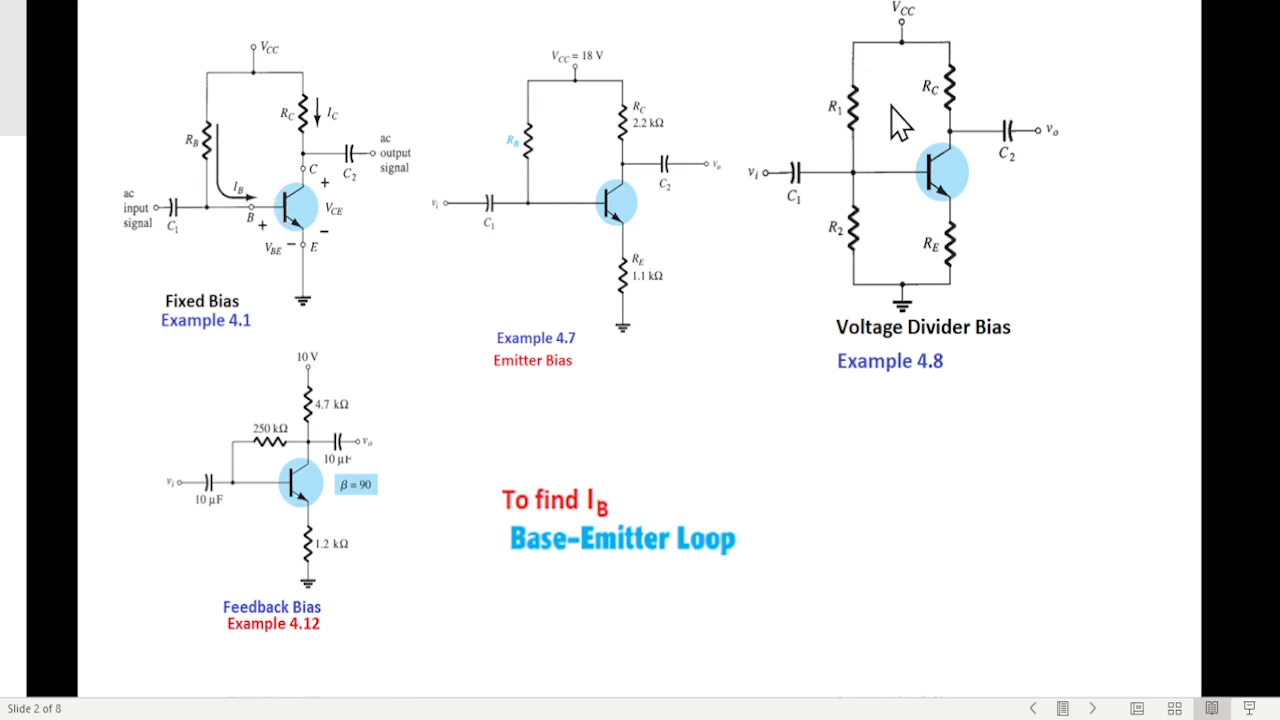 VCC
RC
IC
RB
ac
output
signal
C
C2
+
IB
VCE
ac
input
signal
C1
B
+
−
VBE
−
E
Fixed Bias
Example 4.1
VCC = 18 V
RC
2.2 kΩ
RB
vo
C2
vi
C1
RE
1.1 kΩ
Example 4.7
Emitter Bias
VCC
RC
R1
vo
C2
vi
C1
R2
RE
Voltage Divider Bias
Example 4.8
10 V
4.7 kΩ
250 kΩ
vo
10 μF
vi
β = 90
10 μF
1.2 kΩ
Feedback Bias
Example 4.12
To find IB
Base-Emitter Loop
Slide 2 of 8